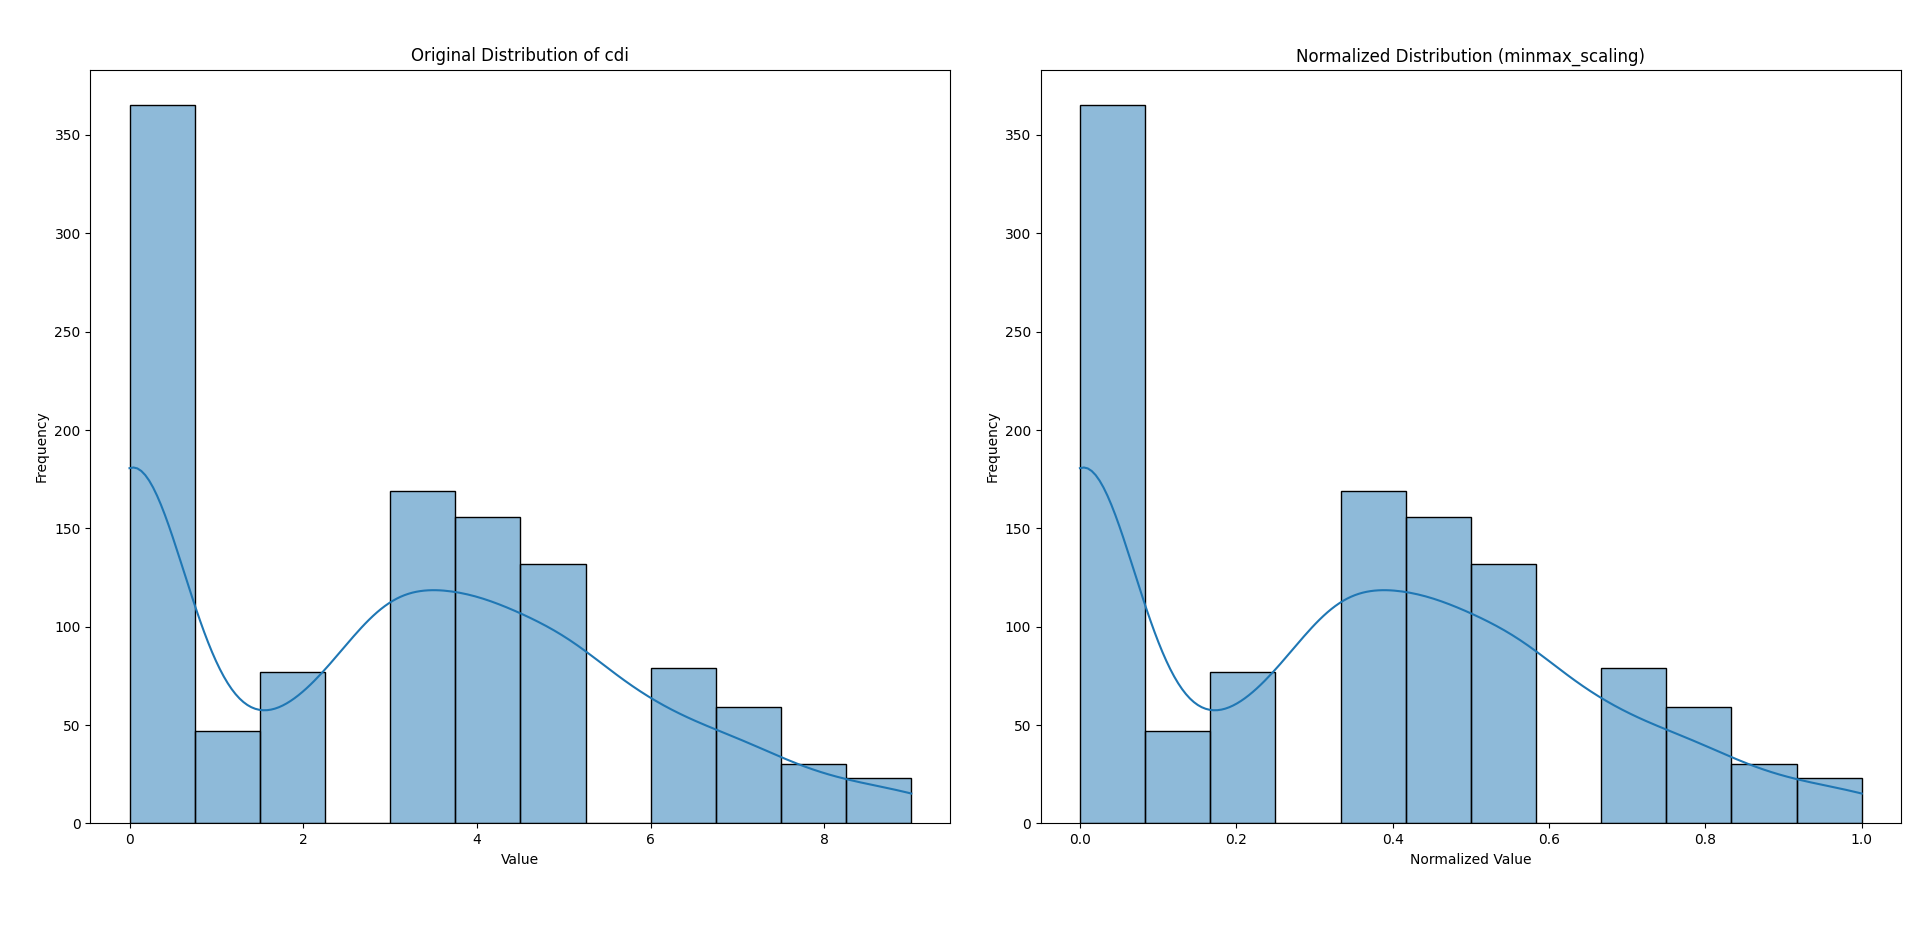 Original Distribution of cdi
350
300
250
200
150
100
50
0
Frequency
0 2 4 6 8
Value
Normalized Distribution (minmax_scaling)
350
300
250
200
150
100
50
0
Frequency
0.0 0.2 0.4 0.6 0.8 1.0
Normalized Value